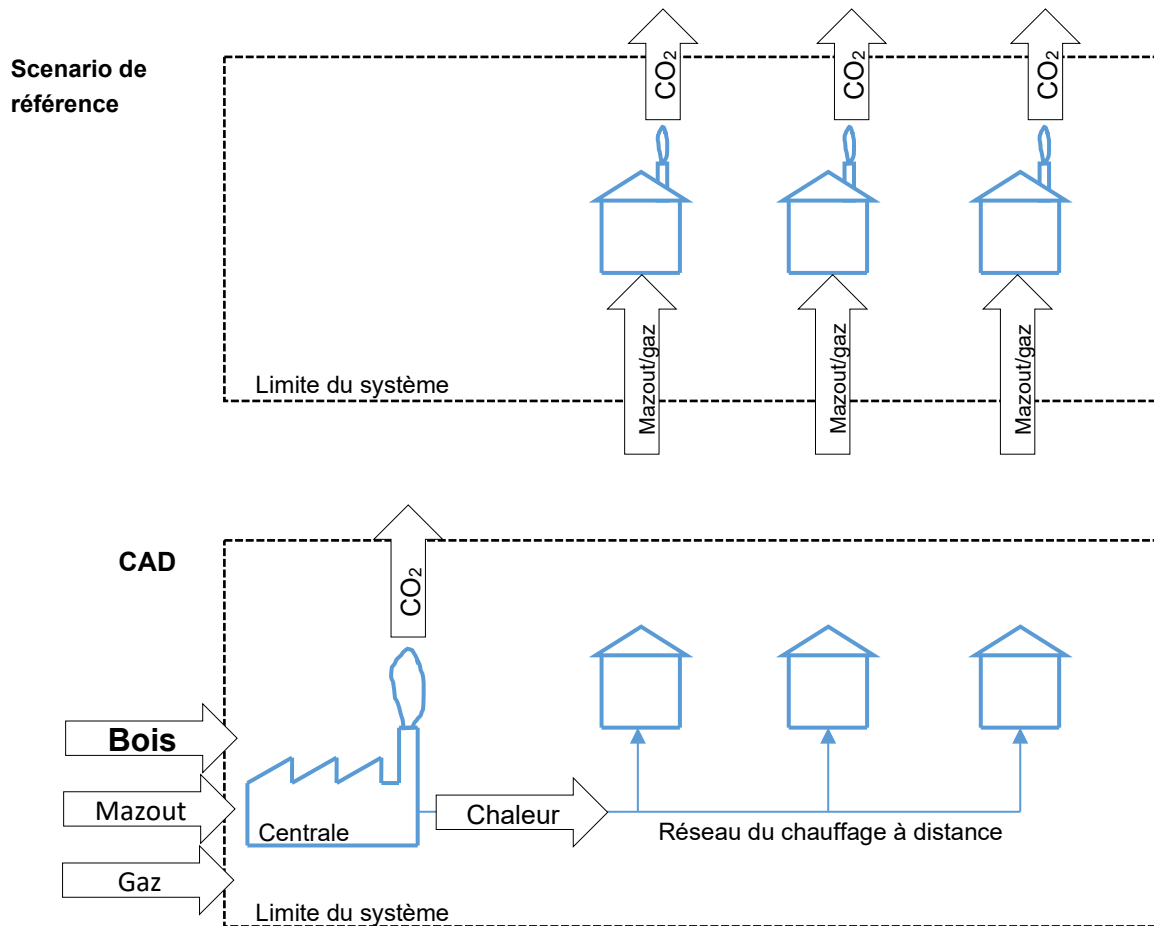 Scenario de
référence
CO₂
CO₂
CO₂
Mazout/gaz
Mazout/gaz
Mazout/gaz
Limite du système
CAD
CO₂
Bois
Mazout
Gaz
Centrale
Chaleur
Réseau du chauffage à distance
Limite du système